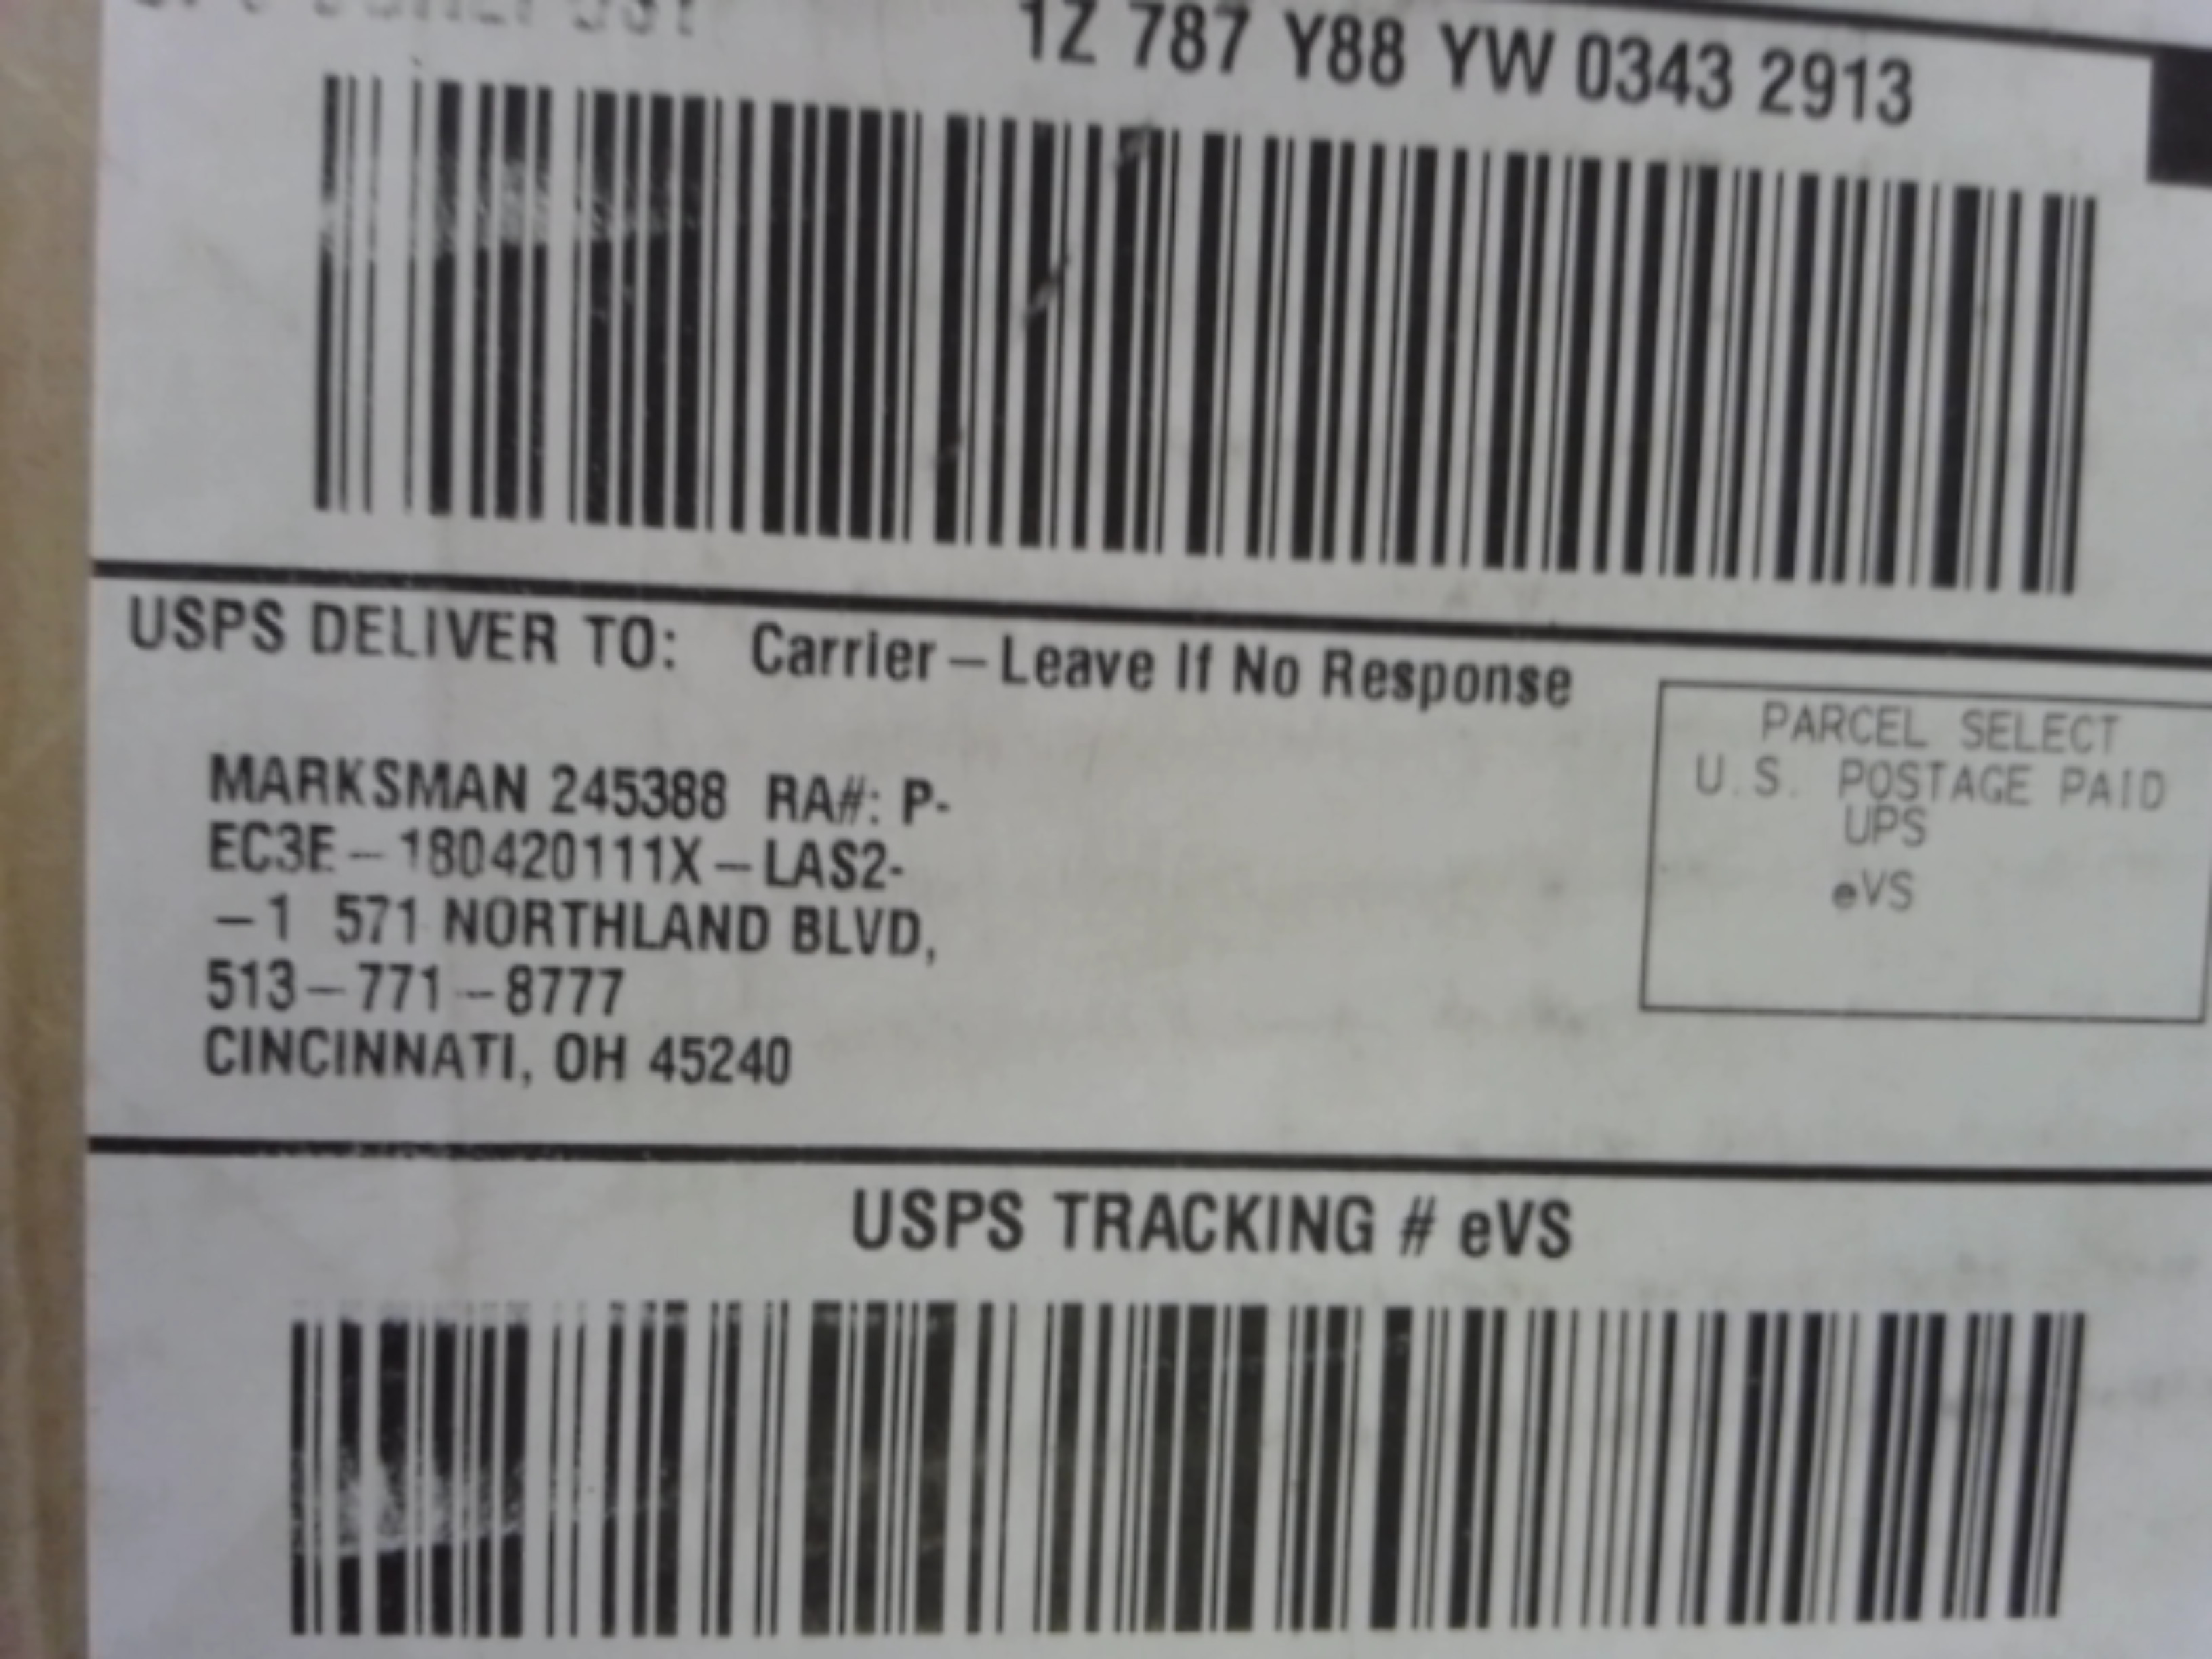 1Z 787 Y88 YW 0343 2913
USPS DELIVER TO: Carrier – Leave If No Response
MARKSMAN 245388 RA#: P-
EC3E – 180420111X – LAS2-
– 1 571 NORTHLAND BLVD,
513 – 771 – 8777
CINCINNATI, OH 45240
PARCEL SELECT
U.S. POSTAGE PAID
UPS
eVS
USPS TRACKING # eVS